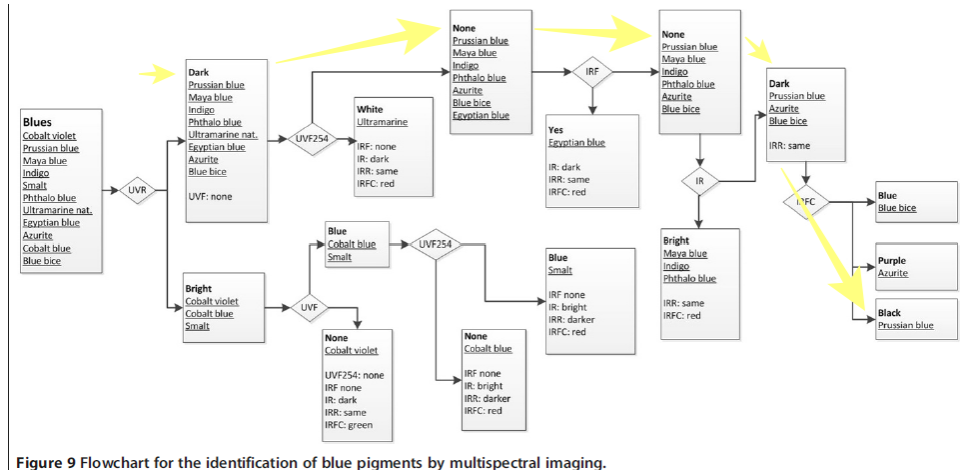 Blues
Cobalt violet
Prussian blue
Maya blue
Indigo
Smalt
Phthalo blue
Ultramarine nat.
Egyptian blue
Azurite
Cobalt blue
Blue bice
UVR
Dark
Prussian blue
Maya blue
Indigo
Phthalo blue
Ultramarine nat.
Egyptian blue
Azurite
Blue bice
UVF: none
UVF254
White
Ultramarine
IRF: none
IR: dark
IRR: same
IRFC: red
None
Prussian blue
Maya blue
Indigo
Phthalo blue
Azurite
Blue bice
Egyptian blue
IRF
Yes
Egyptian blue
IR: dark
IRR: same
IRFC: red
None
Prussian blue
Maya blue
Indigo
Phthalo blue
Azurite
Blue bice
IR
Dark
Prussian blue
Azurite
Blue bice
IRR: same
Bright
Maya blue
Indigo
Phthalo blue
IRR: same
IRFC: red
IRFC
Blue
Blue bice
Purple
Azurite
Black
Prussian blue
Bright
Cobalt violet
Cobalt blue
Smalt
UVF
Blue
Cobalt blue
Smalt
UVF254
Blue
Smalt
IRF none
IR: bright
IRR: darker
IRFC: red
None
Cobalt violet
UVF254: none
IRF none
IR: dark
IRR: same
IRFC: green
None
Cobalt blue
IRF none
IR: bright
IRR: darker
IRFC: red
Figure 9 Flowchart for the identification of blue pigments by multispectral imaging.